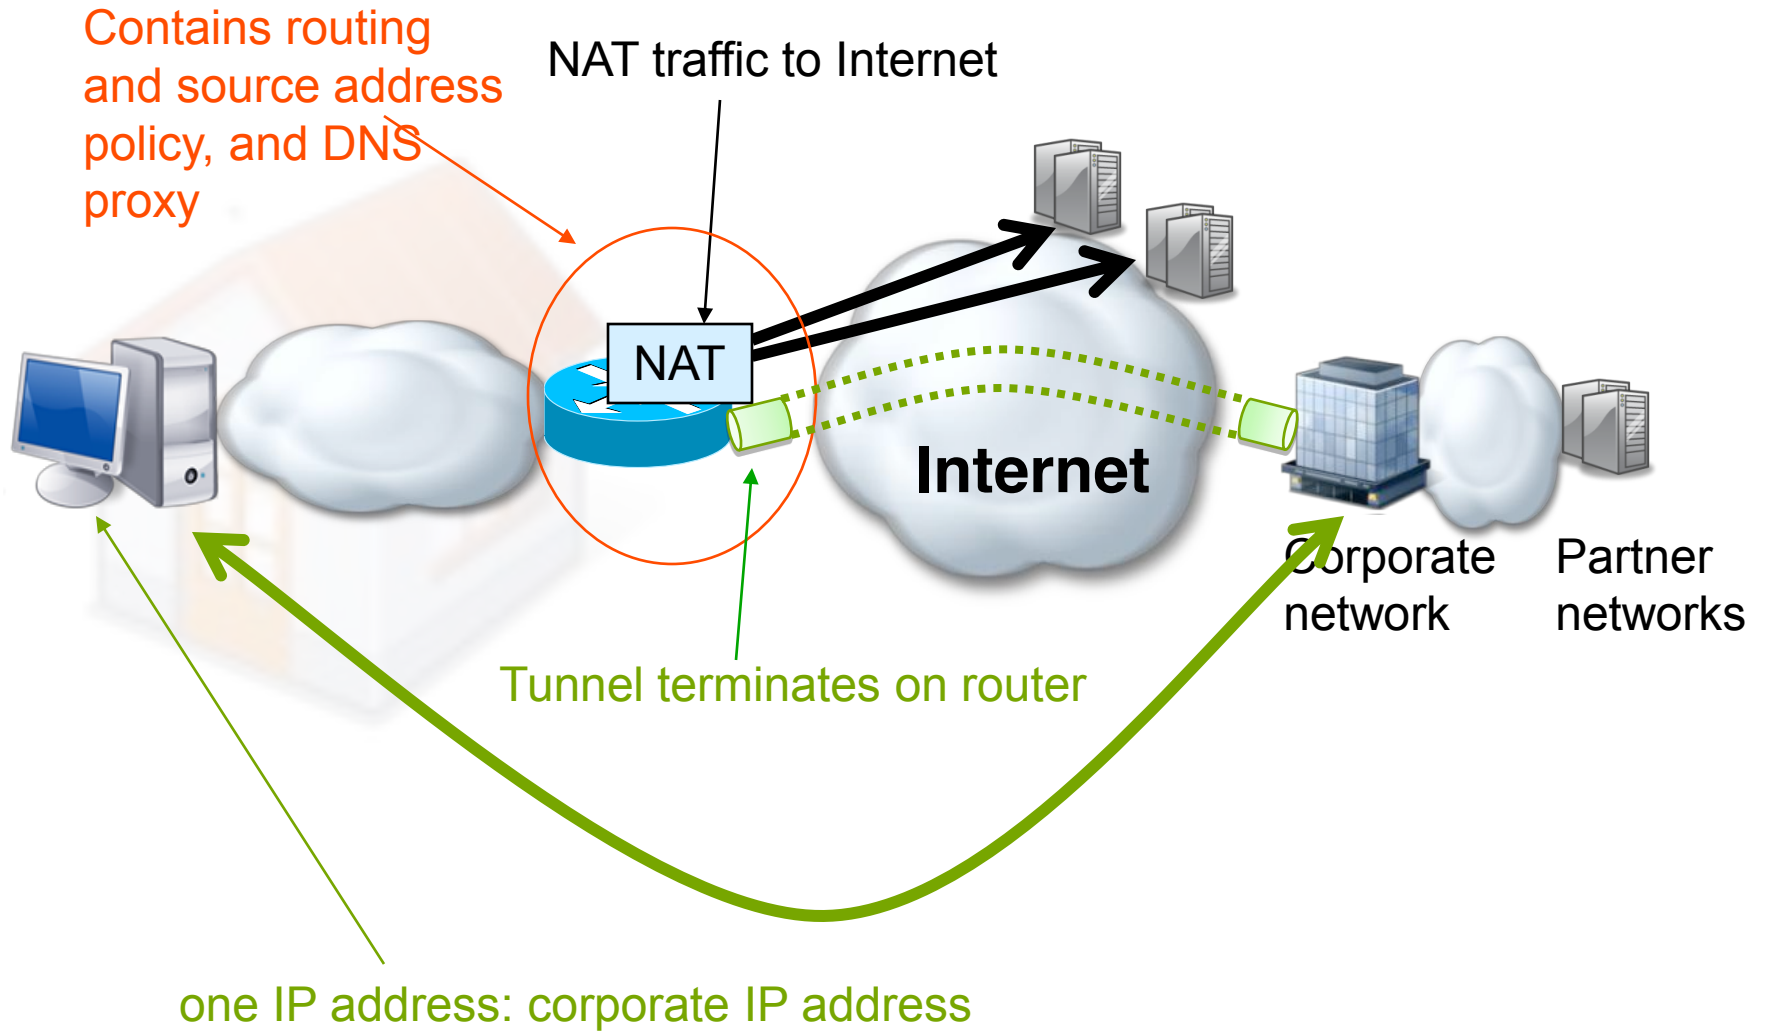 Contains routing
and source address
policy, and DNS
proxy
NAT traffic to Internet
NAT
Internet
Corporate
network
Partner
networks
Tunnel terminates on router
one IP address: corporate IP address